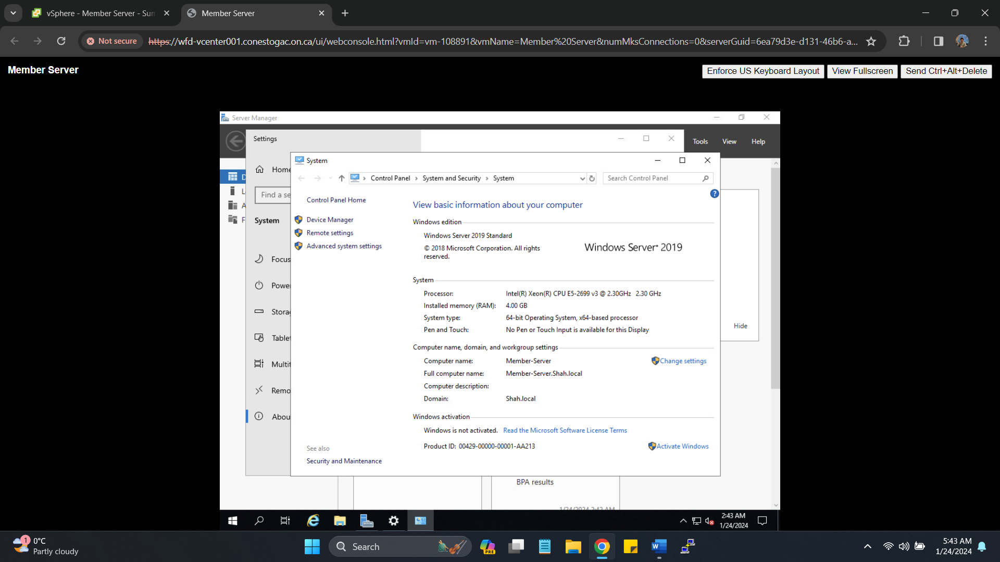 vSphere - Member Server - Sum
Member Server
Not secure
https://wfd-vcenter001.conestogac.on.ca/ui/webconsole.html?vmId=vm-108891&vmName=Member%20Server&numMksConnections=0&serverGuid=6ea79d3e-d131-46b6-a...
Member Server
Enforce US Keyboard Layout
View Fullscreen
Send Ctrl+Alt+Delete
Server Manager
Tools View Help
Settings
Home
Find a se
System
Focus
Power
Storag
Tablet
Multit
Remo
Abou
System
Control Panel › System and Security › System
Search Control Panel
Control Panel Home
Device Manager
Remote settings
Advanced system settings
See also
Security and Maintenance
View basic information about your computer
Windows edition
Windows Server 2019 Standard
© 2018 Microsoft Corporation. All rights
reserved.
Windows Server® 2019
System
Processor: Intel(R) Xeon(R) CPU E5-2699 v3 @ 2.30GHz 2.30 GHz
Installed memory (RAM): 4.00 GB
System type: 64-bit Operating System, x64-based processor
Pen and Touch: No Pen or Touch Input is available for this Display
Computer name, domain, and workgroup settings
Computer name: Member-Server
Change settings
Full computer name: Member-Server.Shah.local
Computer description:
Domain: Shah.local
Windows activation
Windows is not activated. Read the Microsoft Software License Terms
Product ID: 00429-00000-00001-AA213
Activate Windows
Hide
BPA results
1/24/2024 2:42 AM
2:43 AM
1/24/2024
1
0°C
Partly cloudy
Search
PRE
5:43 AM
1/24/2024